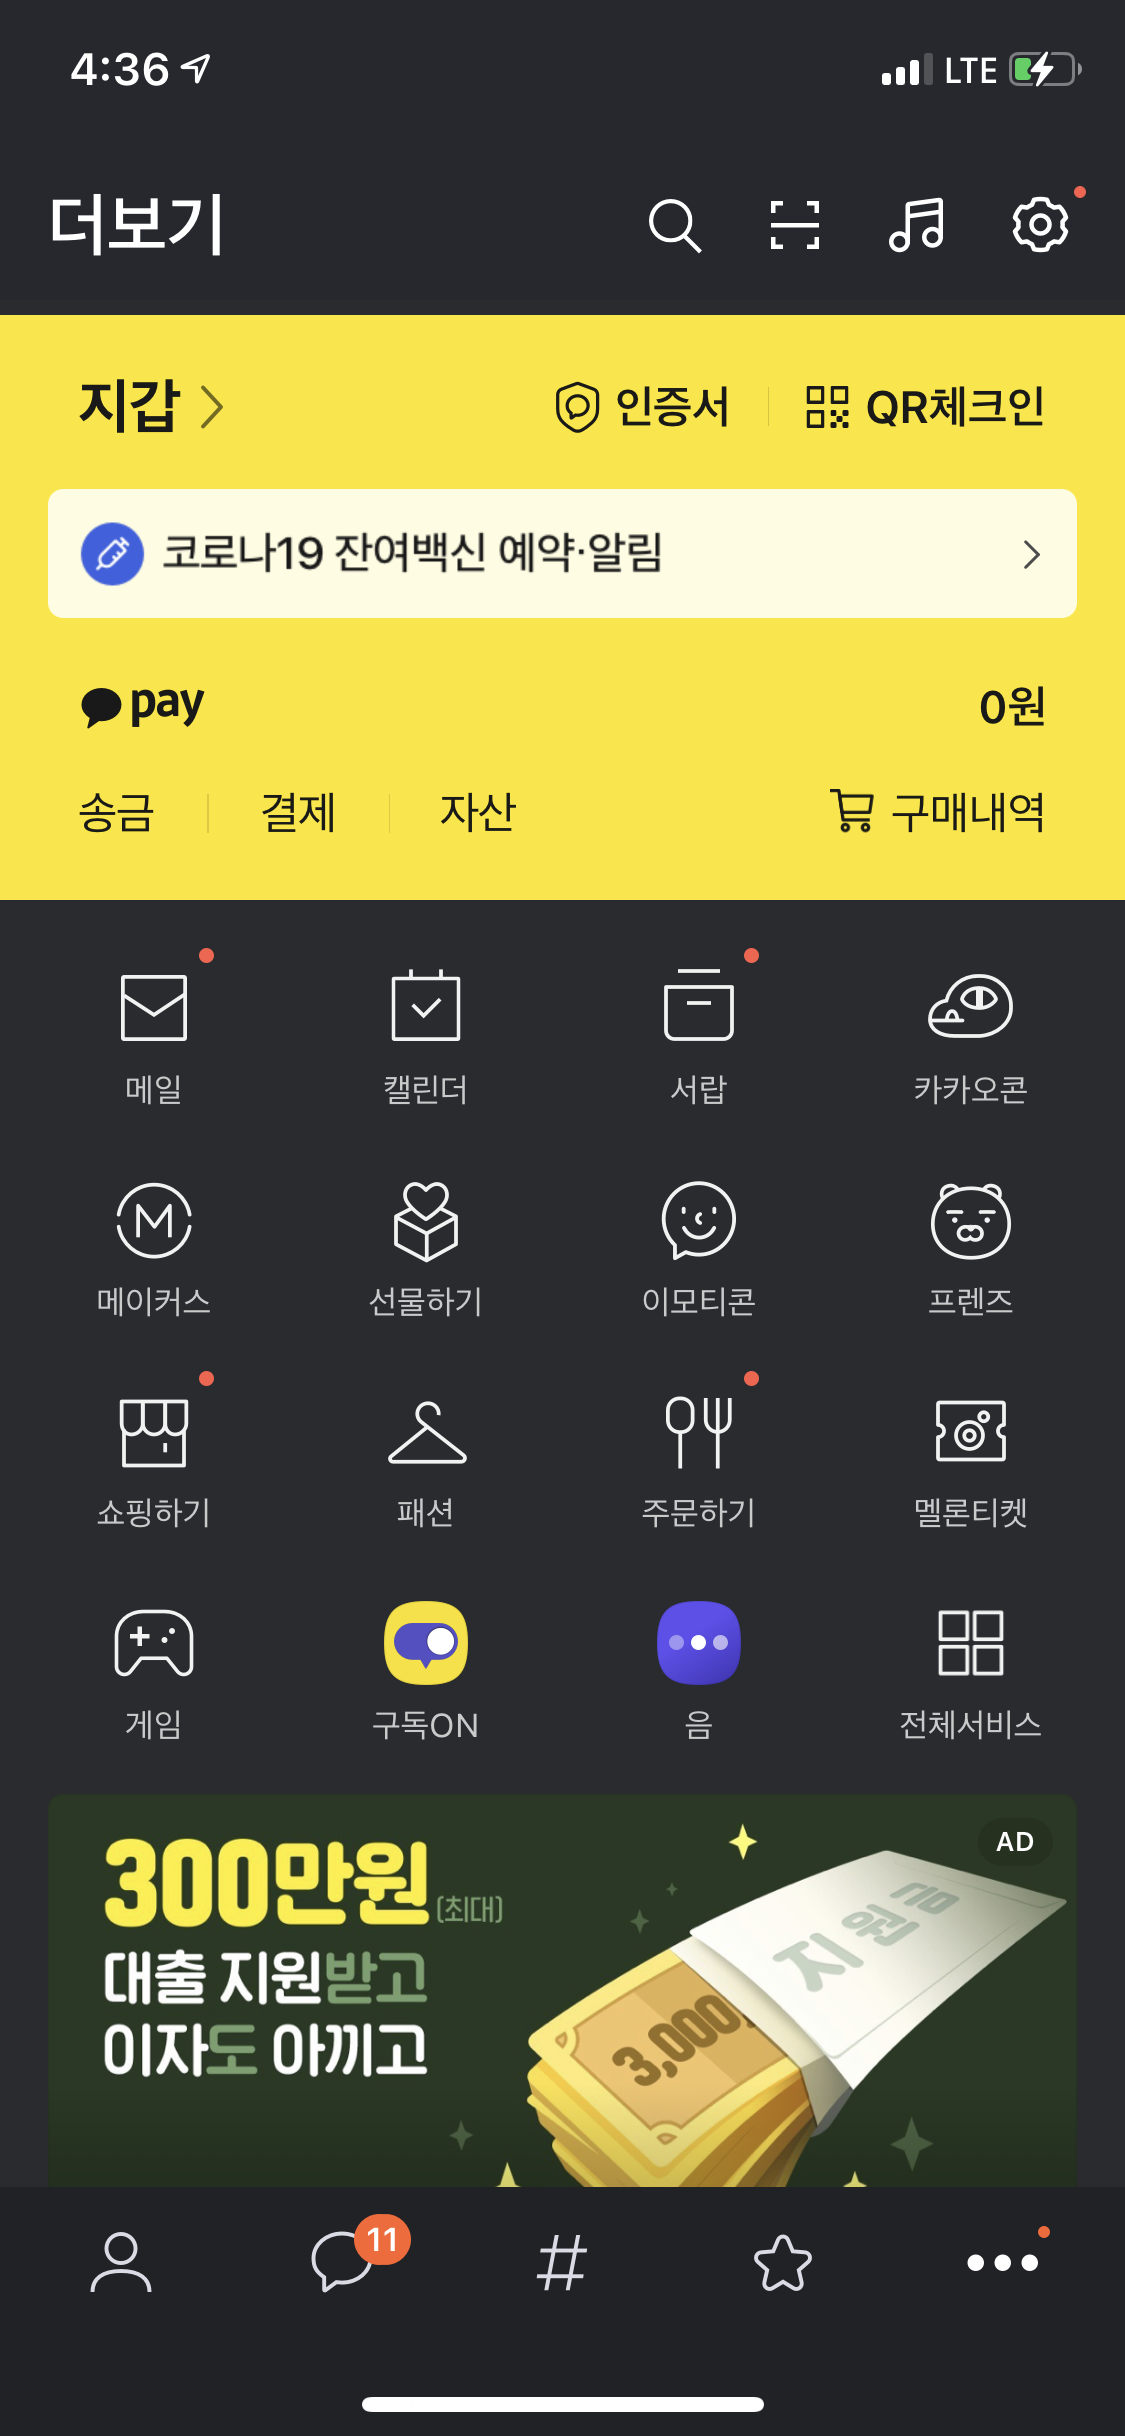 4:36
LTE
더보기
지갑
인증서
QR체크인
코로나19 잔여백신 예약·알림
pay
0원
송금
결제
자산
구매내역
메일
캘린더
서랍
카카오콘
M
메이커스
선물하기
이모티콘
프렌즈
쇼핑하기
패션
주문하기
멜론티켓
게임
구독ON
음
전체서비스
AD
300만원(최대)
대출 지원받고
이자도 아끼고
지원금
3,000,
11
#